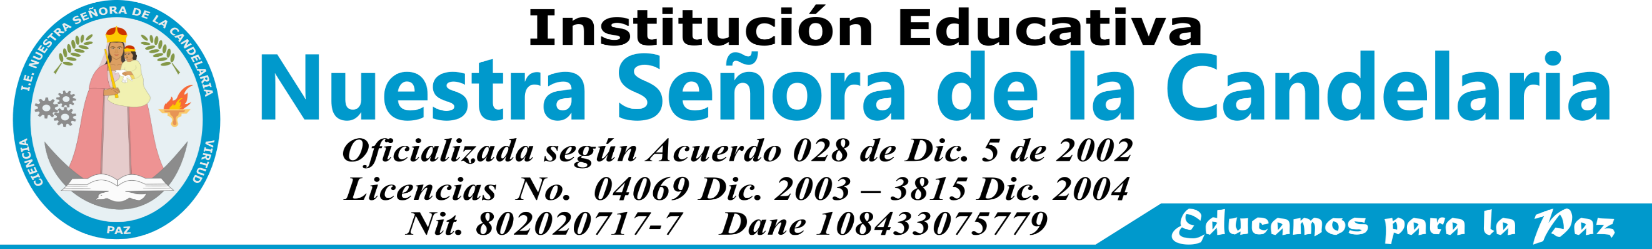 I.E. NUESTRA SEÑORA DE LA CANDELARIA
CIENCIA
VIRTUD
PAZ
Institución Educativa
Nuestra Señora de la Candelaria
Oficializada según Acuerdo 028 de Dic. 5 de 2002
Licencias No. 04069 Dic. 2003 – 3815 Dic. 2004
Nit. 802020717-7 Dane 108433075779
Educamos para la Paz